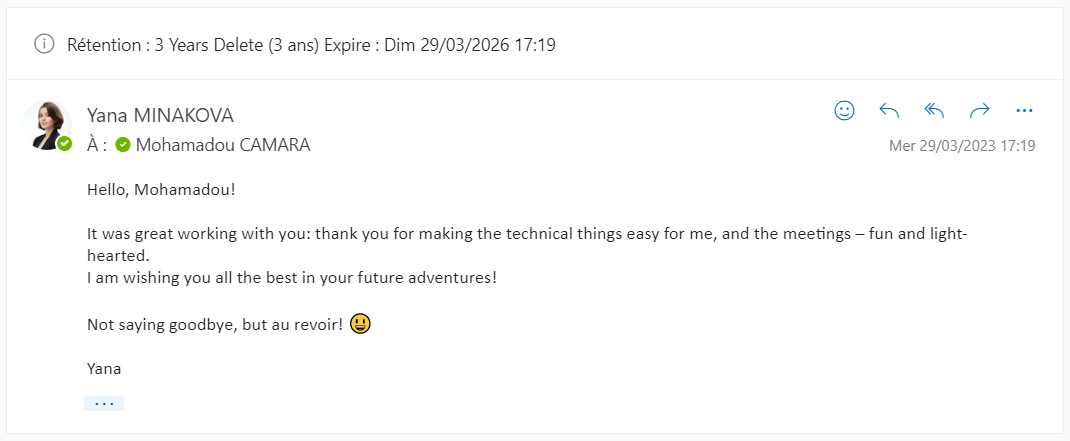 Rétention : 3 Years Delete (3 ans) Expire : Dim 29/03/2026 17:19
Yana MINAKOVA
À : Mohamadou CAMARA
Mer 29/03/2023 17:19
Hello, Mohamadou!
It was great working with you: thank you for making the technical things easy for me, and the meetings – fun and light-
hearted.
I am wishing you all the best in your future adventures!
Not saying goodbye, but au revoir! 😃
Yana